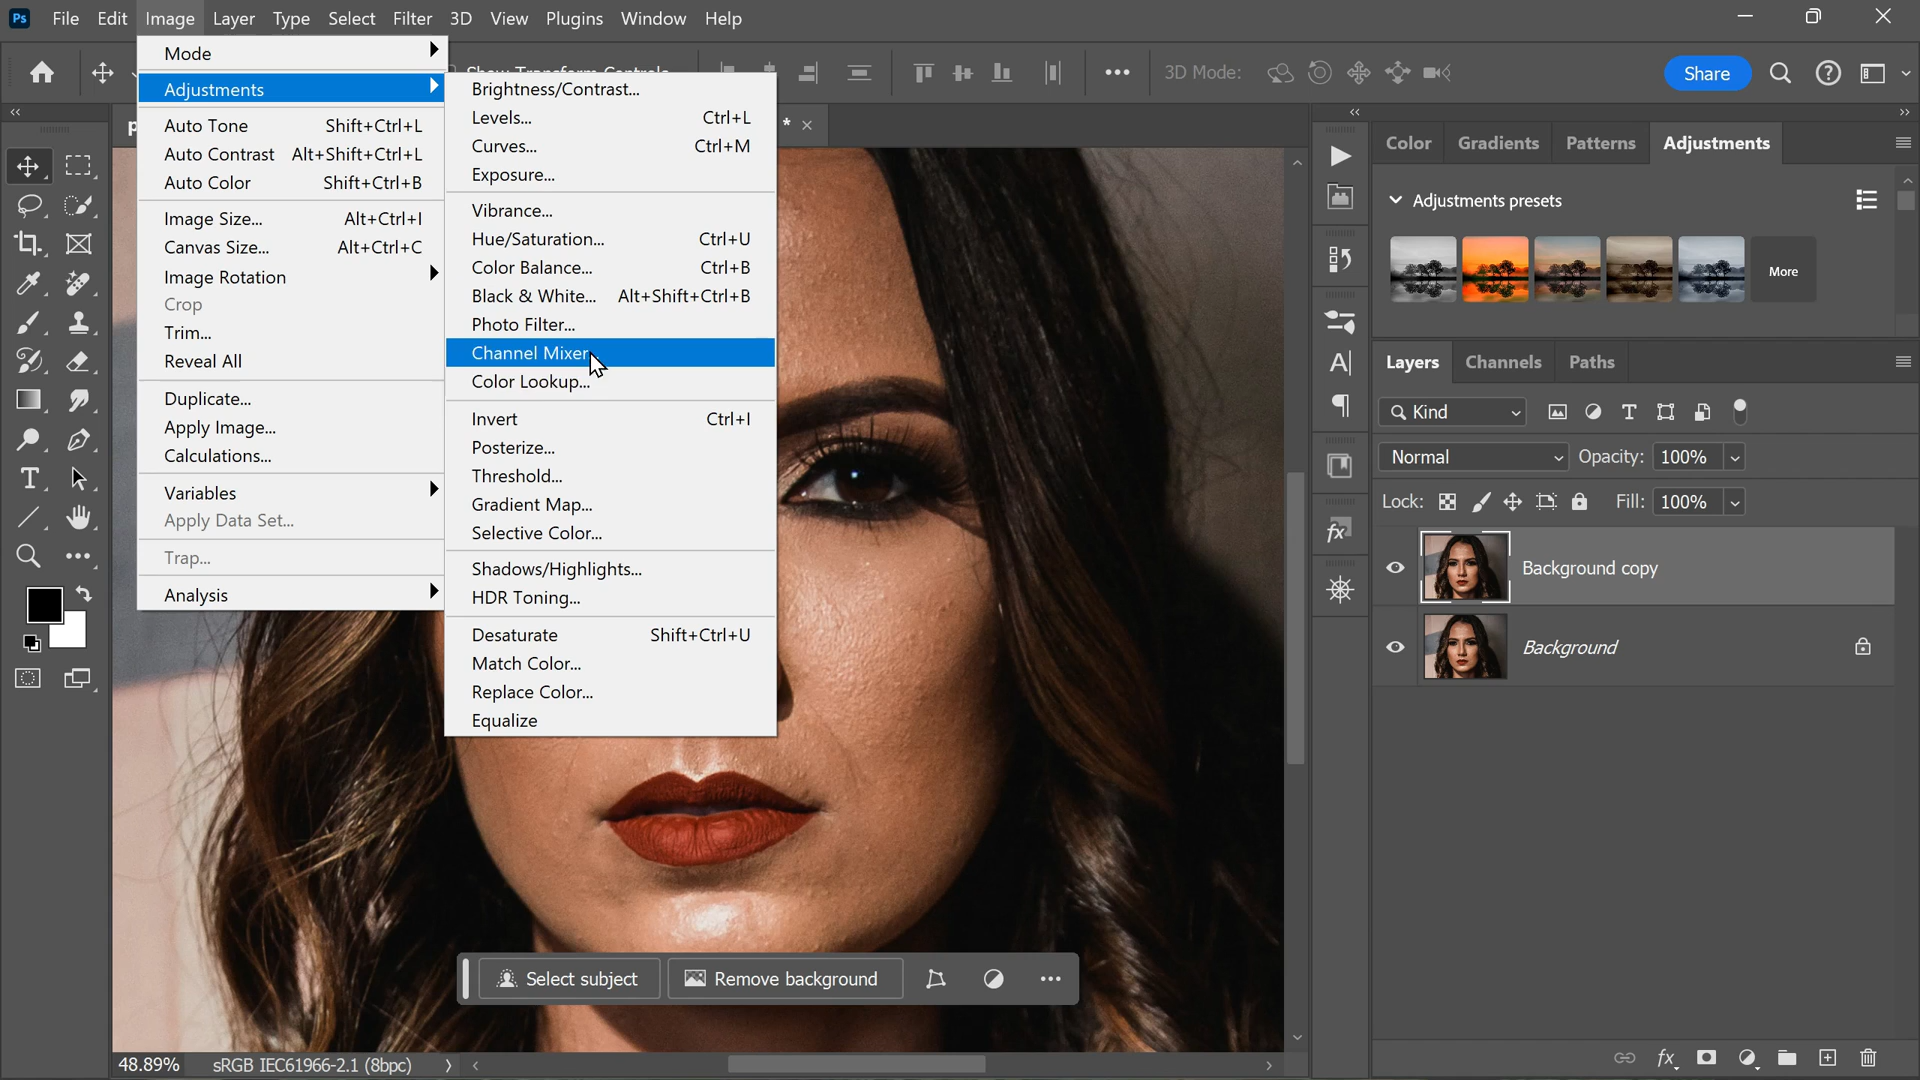 Ps File Edit Image Layer Type Select Filter 3D View Plugins Window Help
3D Mode:
Share
Mode
Adjustments
Auto Tone Shift+Ctrl+L
Auto Contrast Alt+Shift+Ctrl+L
Auto Color Shift+Ctrl+B
Image Size... Alt+Ctrl+I
Canvas Size... Alt+Ctrl+C
Image Rotation
Crop
Trim...
Reveal All
Duplicate...
Apply Image...
Calculations...
Variables
Apply Data Set...
Trap...
Analysis
Brightness/Contrast...
Levels... Ctrl+L
Curves... Ctrl+M
Exposure...
Vibrance...
Hue/Saturation... Ctrl+U
Color Balance... Ctrl+B
Black & White... Alt+Shift+Ctrl+B
Photo Filter...
Channel Mixer
Color Lookup...
Invert Ctrl+I
Posterize...
Threshold...
Gradient Map...
Selective Color...
Shadows/Highlights...
HDR Toning...
Desaturate Shift+Ctrl+U
Match Color...
Replace Color...
Equalize
Select subject
Remove background
48.89% sRGB IEC61966-2.1 (8bpc)
Color Gradients Patterns Adjustments
Adjustments presets
More
Layers Channels Paths
Kind
Normal Opacity: 100%
Lock: Fill: 100%
Background copy
Background
fx